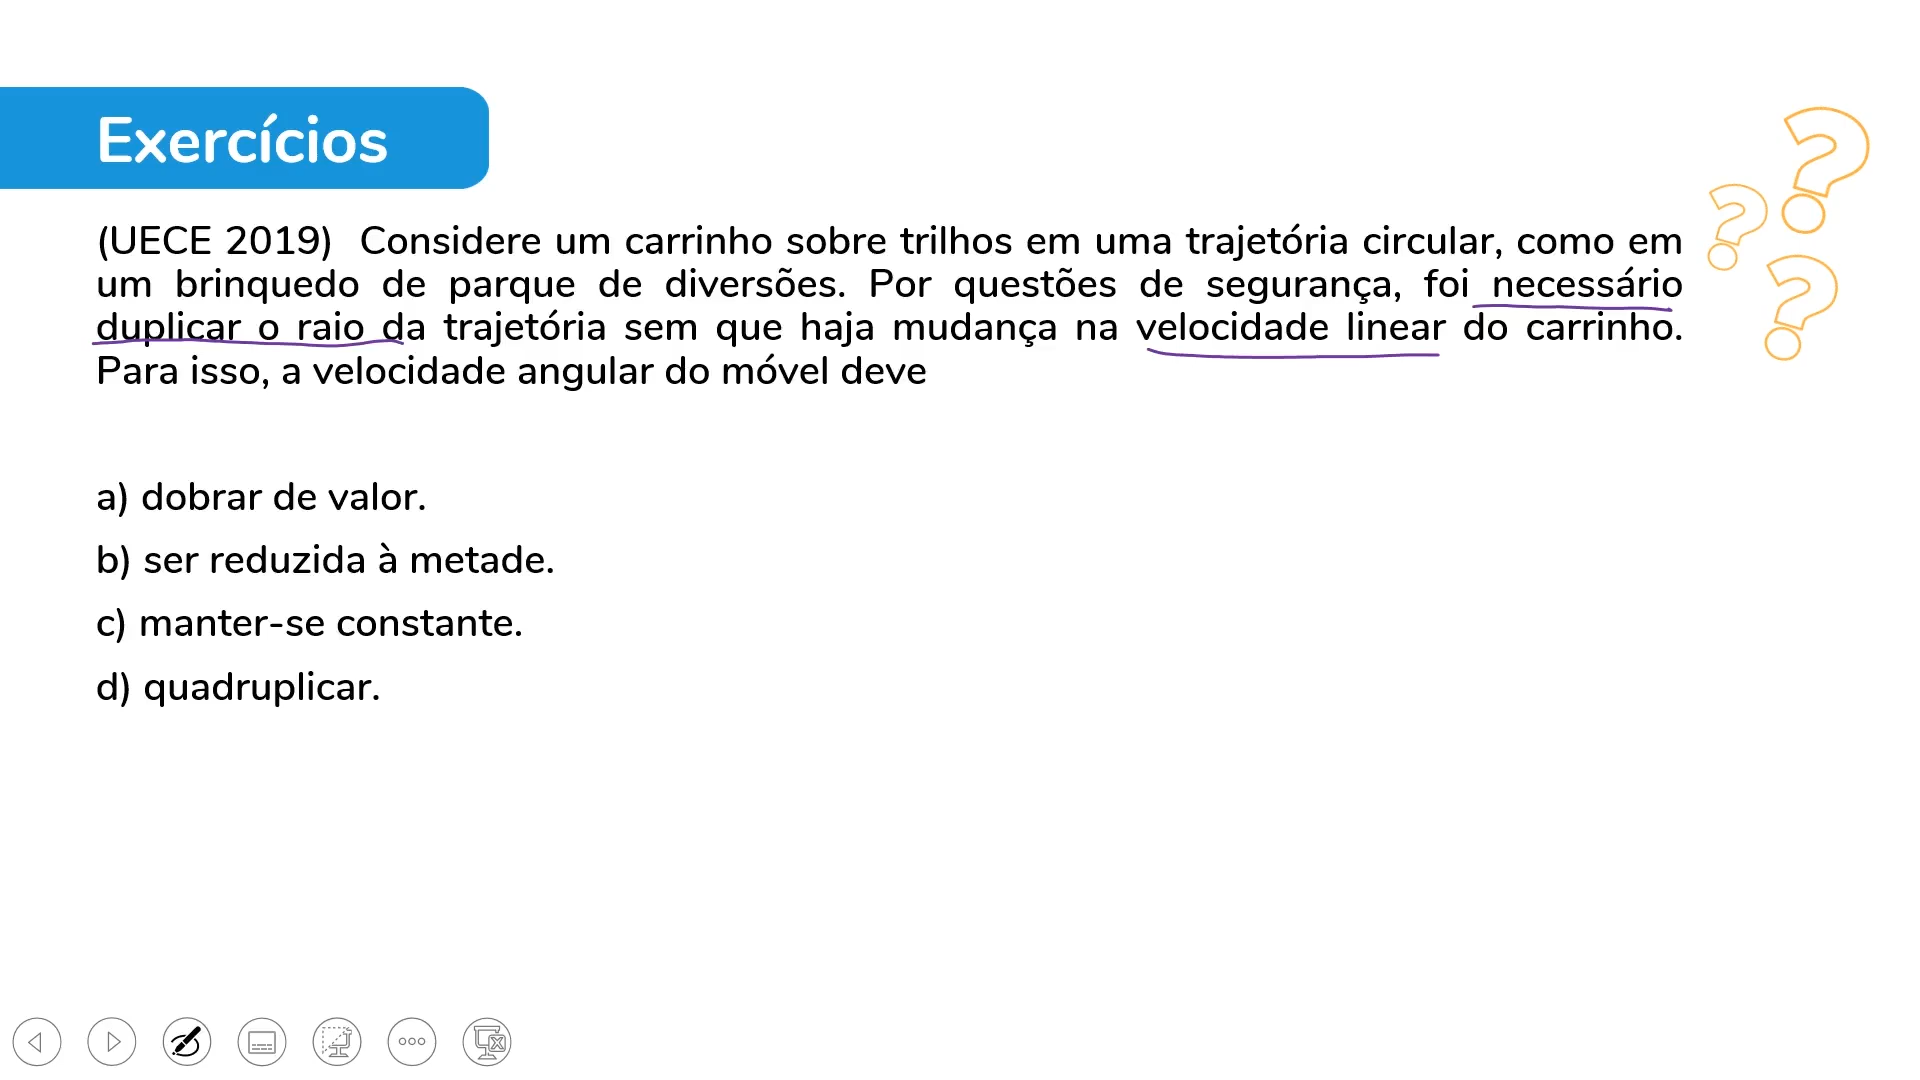 Exercícios
(UECE 2019) Considere um carrinho sobre trilhos em uma trajetória circular, como em
um brinquedo de parque de diversões. Por questões de segurança, foi necessário
duplicar o raio da trajetória sem que haja mudança na velocidade linear do carrinho.
Para isso, a velocidade angular do móvel deve
a) dobrar de valor.
b) ser reduzida à metade.
c) manter-se constante.
d) quadruplicar.